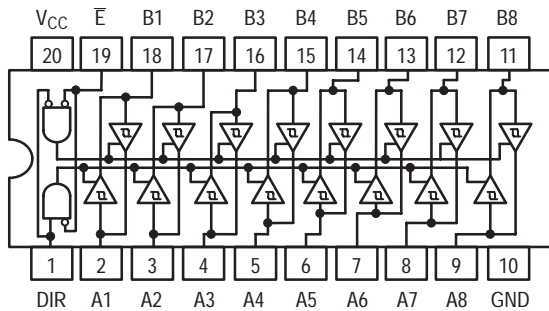 V_CC E̅ B1 B2 B3 B4 B5 B6 B7 B8
20 19 18 17 16 15 14 13 12 11
1 2 3 4 5 6 7 8 9 10
DIR A1 A2 A3 A4 A5 A6 A7 A8 GND